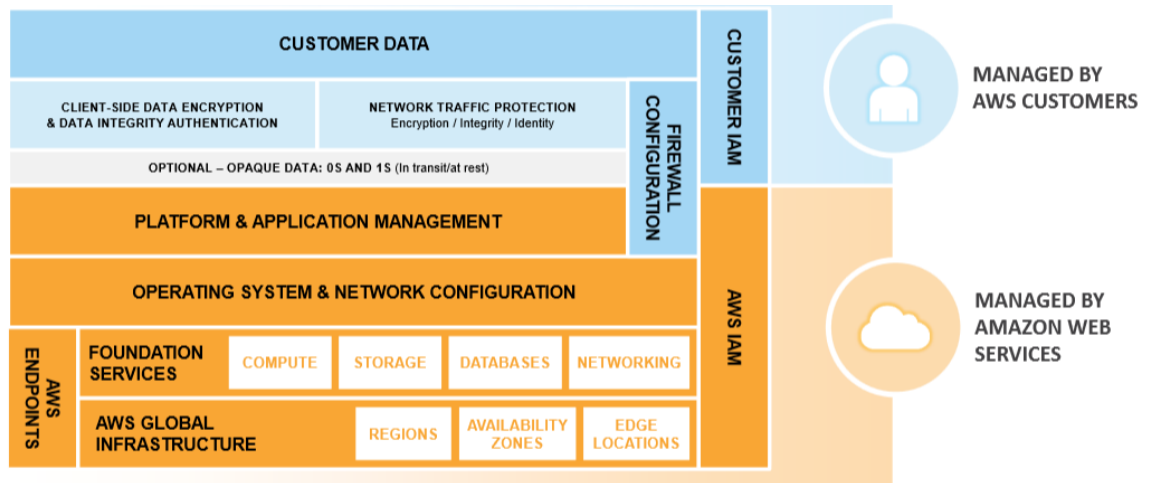 CUSTOMER DATA
CUSTOMER IAM
MANAGED BY
AWS CUSTOMERS
CLIENT-SIDE DATA ENCRYPTION
& DATA INTEGRITY AUTHENTICATION
NETWORK TRAFFIC PROTECTION
Encryption / Integrity / Identity
FIREWALL
CONFIGURATION
OPTIONAL – OPAQUE DATA: 0S AND 1S (In transit/at rest)
PLATFORM & APPLICATION MANAGEMENT
OPERATING SYSTEM & NETWORK CONFIGURATION
AWS IAM
MANAGED BY
AMAZON WEB
SERVICES
AWS
ENDPOINTS
FOUNDATION
SERVICES
COMPUTE
STORAGE
DATABASES
NETWORKING
AWS GLOBAL
INFRASTRUCTURE
REGIONS
AVAILABILITY
ZONES
EDGE
LOCATIONS